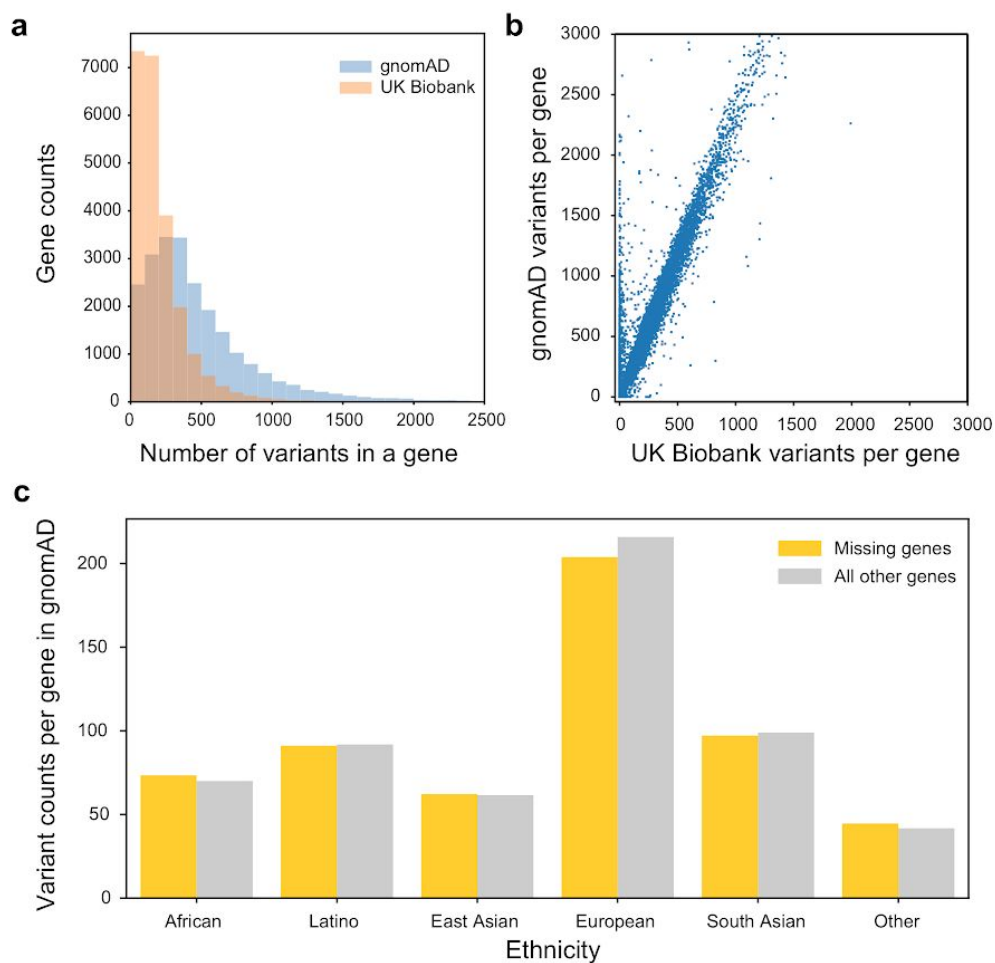 a
Gene counts
7000
6000
5000
4000
3000
2000
1000
0
gnomAD
UK Biobank
0 500 1000 1500 2000 2500
Number of variants in a gene
b
gnomAD variants per gene
3000
2500
2000
1500
1000
500
0
0 500 1000 1500 2000 2500 3000
UK Biobank variants per gene
c
Variant counts per gene in gnomAD
200
150
100
50
0
Missing genes
All other genes
African Latino East Asian European South Asian Other
Ethnicity